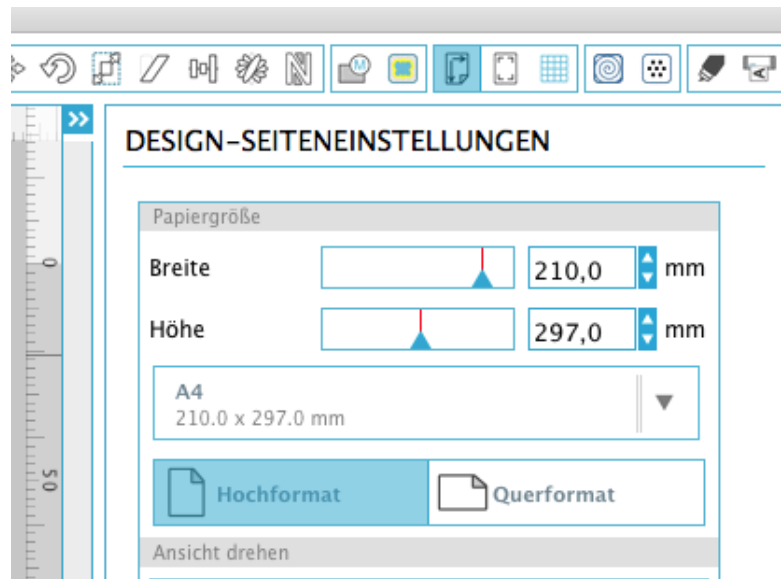 M
A
»
DESIGN-SEITENEINSTELLUNGEN
Papiergröße
Breite 210,0 mm
Höhe 297,0 mm
A4
210.0 x 297.0 mm
Hochformat Querformat
Ansicht drehen
0
50